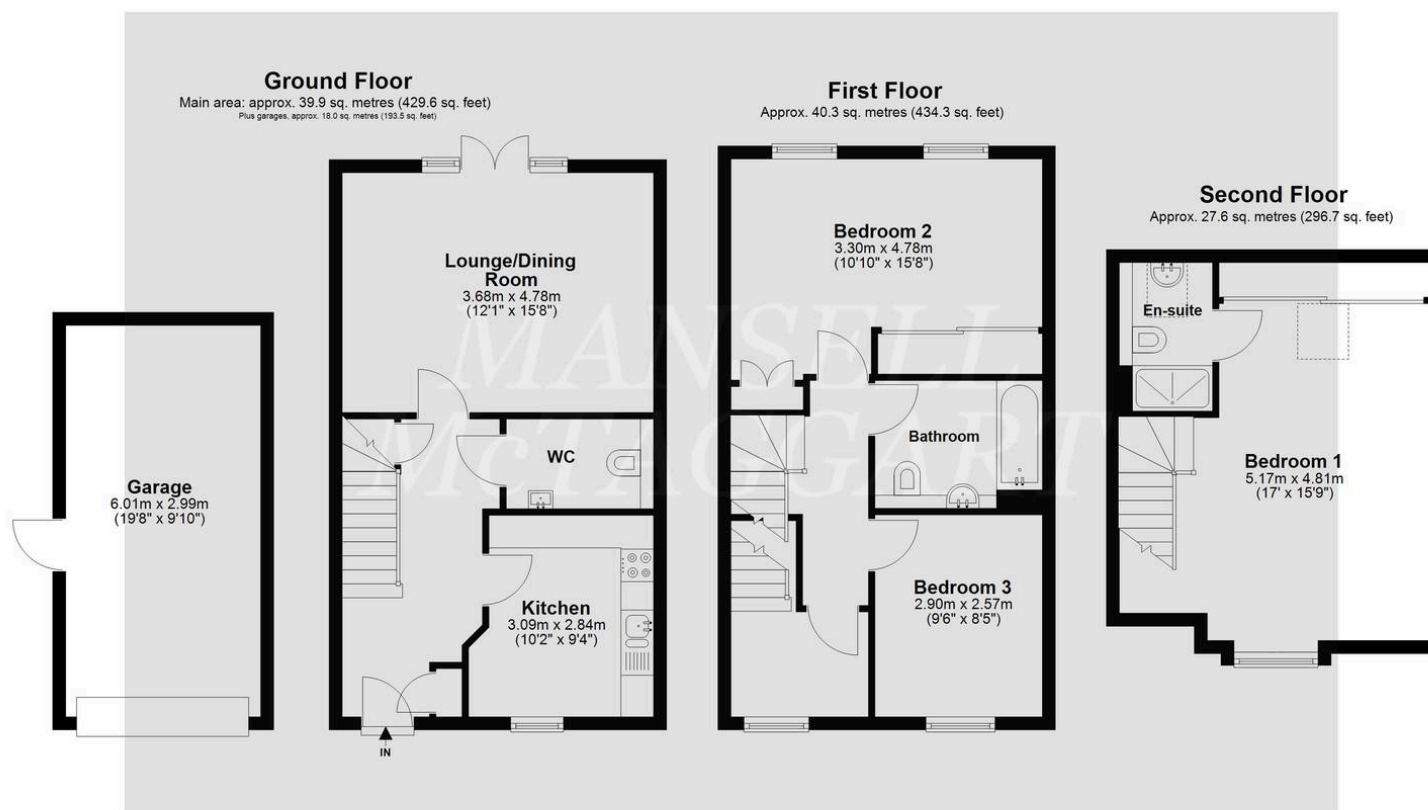 Ground Floor
Main area: approx. 39.9 sq. metres (429.6 sq. feet)
Plus garages, approx. 18.0 sq. metres (193.5 sq. feet)
First Floor
Approx. 40.3 sq. metres (434.3 sq. feet)
Second Floor
Approx. 27.6 sq. metres (296.7 sq. feet)
Garage
6.01m x 2.99m
(19'8" x 9'10")
Lounge/Dining
Room
3.68m x 4.78m
(12'1" x 15'8")
WC
Kitchen
3.09m x 2.84m
(10'2" x 9'4")
IN
Bedroom 2
3.30m x 4.78m
(10'10" x 15'8")
Bathroom
Bedroom 3
2.90m x 2.57m
(9'6" x 8'5")
En-suite
Bedroom 1
5.17m x 4.81m
(17' x 15'9")
MANSELL
McTAGGART